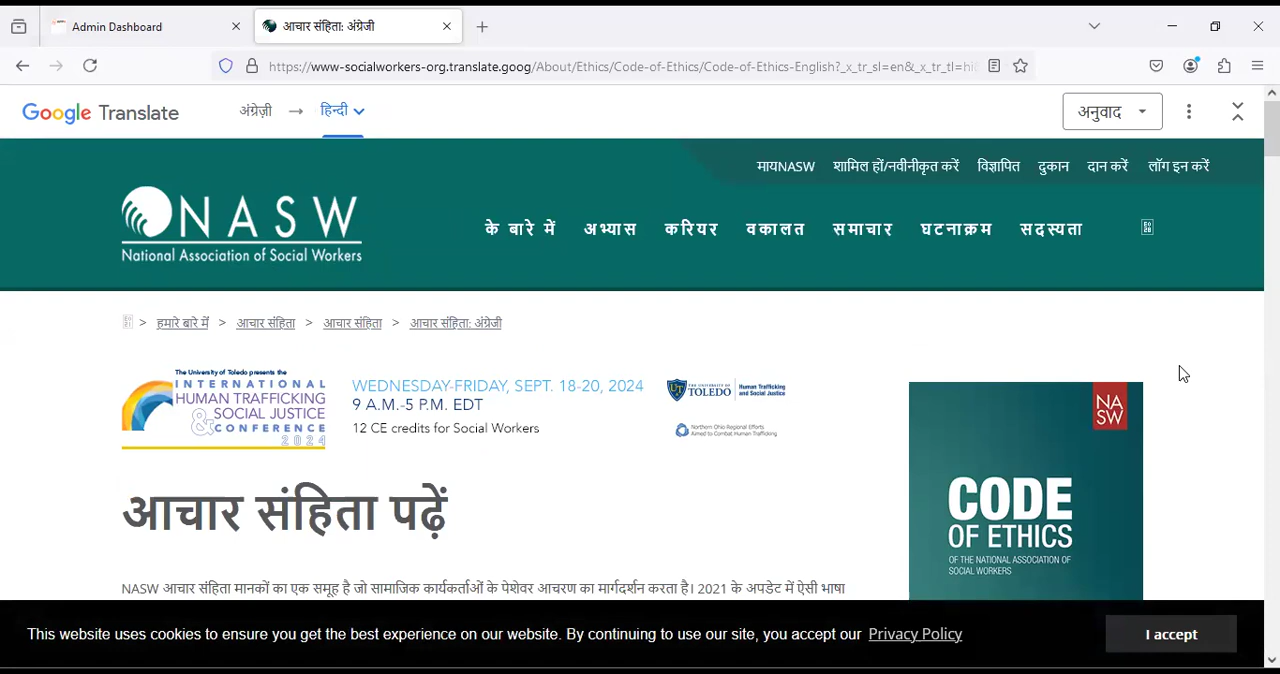 Admin Dashboard
आचार संहिता: अंग्रेजी
https://www-socialworkers-org.translate.goog/About/Ethics/Code-of-Ethics/Code-of-Ethics-English?_x_tr_sl=en&_x_tr_tl=hi&
Google Translate
अंग्रेज़ी → हिन्दी
अनुवाद
मायNASW शामिल हों/नवीनीकृत करें विज्ञापित दुकान दान करें लॉग इन करें
NASW
National Association of Social Workers
के बारे में अभ्यास करियर वकालत समाचार घटनाक्रम सदस्यता
> हमारे बारे में > आचार संहिता > आचार संहिता > आचार संहिता: अंग्रेजी
The University of Toledo presents the
INTERNATIONAL
HUMAN TRAFFICKING
& SOCIAL JUSTICE
CONFERENCE
2024
WEDNESDAY-FRIDAY, SEPT. 18-20, 2024
9 A.M.-5 P.M. EDT
12 CE credits for Social Workers
UT THE UNIVERSITY OF TOLEDO
Human Trafficking and Social Justice
Northern Ohio Regional Efforts
Aimed to Combat Human Trafficking
NA
SW
CODE
OF ETHICS
OF THE NATIONAL ASSOCIATION OF
SOCIAL WORKERS
आचार संहिता पढ़ें
NASW आचार संहिता मानकों का एक समूह है जो सामाजिक कार्यकर्ताओं के पेशेवर आचरण का मार्गदर्शन करता है। 2021 के अपडेट में ऐसी भाषा
This website uses cookies to ensure you get the best experience on our website. By continuing to use our site, you accept our Privacy Policy
I accept